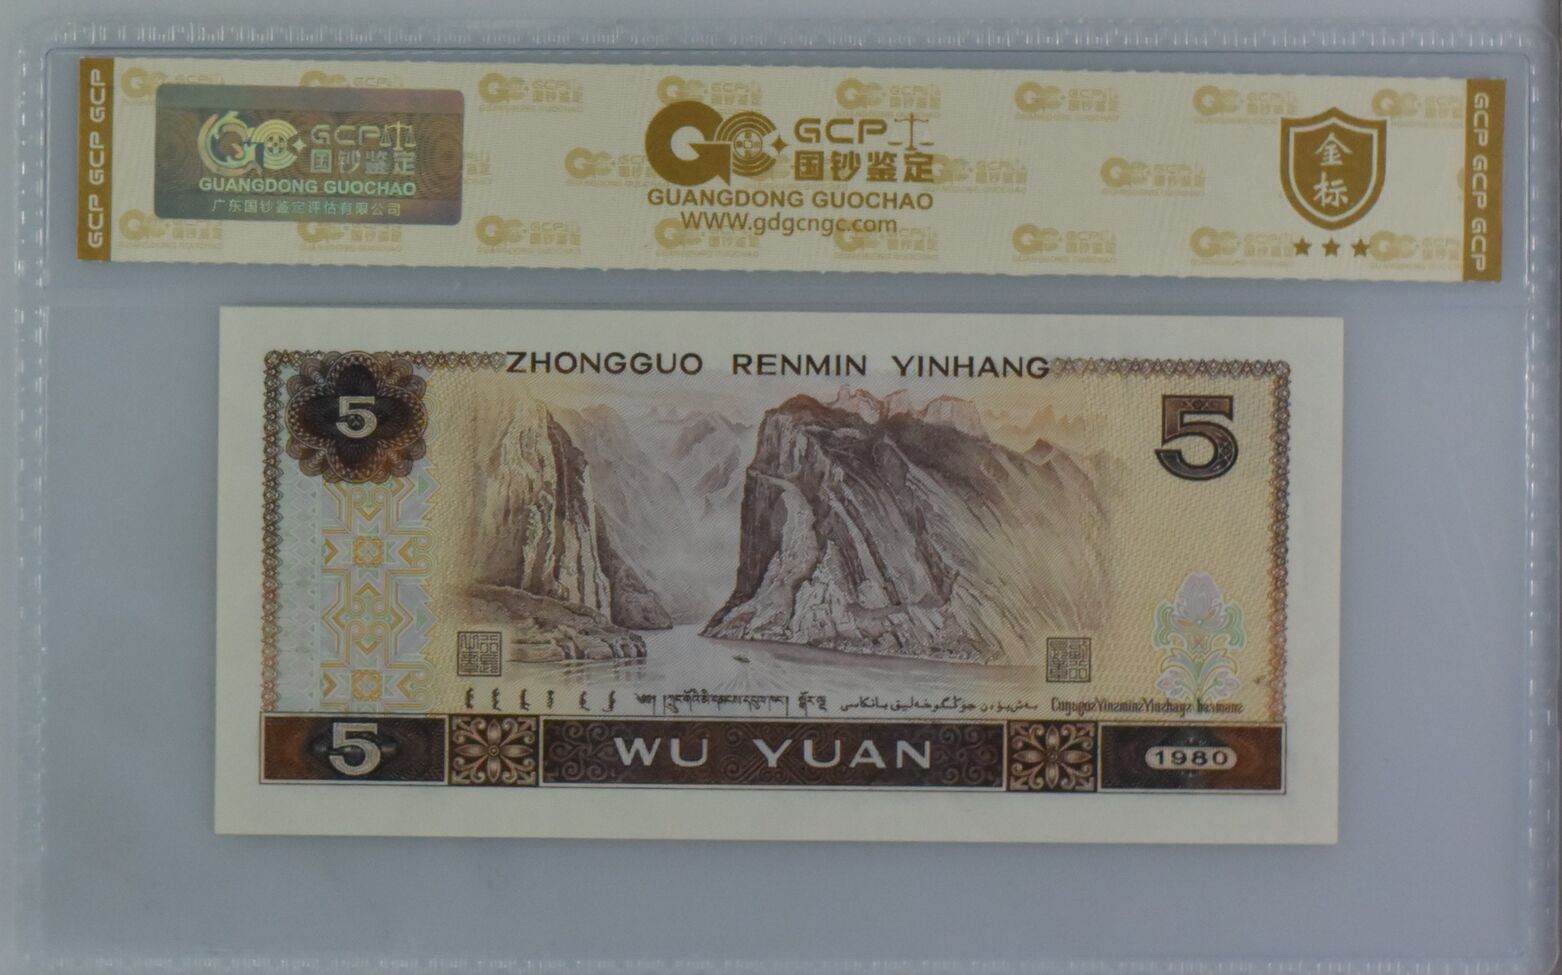 GCP GCP GCP
GCP
国钞鉴定
GUANGDONG GUOCHAO
广东国钞鉴定评估有限公司
GCP
国钞鉴定
GUANGDONG GUOCHAO
WWW.gdgcngc.com
金
标
GCP GCP GCP
ZHONGGUO RENMIN YINHANG
5
5
5
WU YUAN
1980